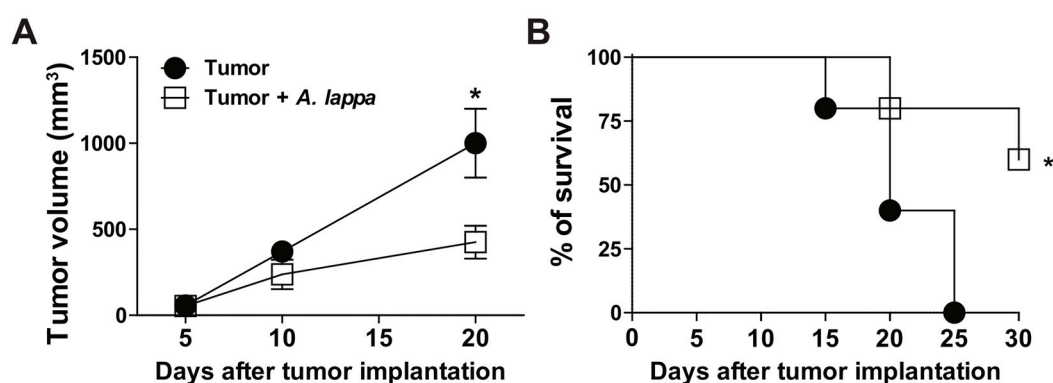 A
Tumor volume (mm³)
1500
1000
500
0
Tumor
Tumor + A. lappa
*
5 10 15 20
Days after tumor implantation
B
% of survival
100
75
50
25
0
*
0 5 10 15 20 25 30
Days after tumor implantation